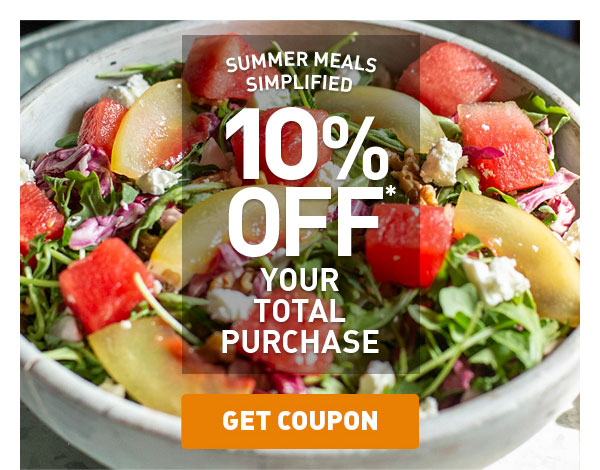 SUMMER MEALS
SIMPLIFIED
10%
OFF*
YOUR
TOTAL
PURCHASE
GET COUPON